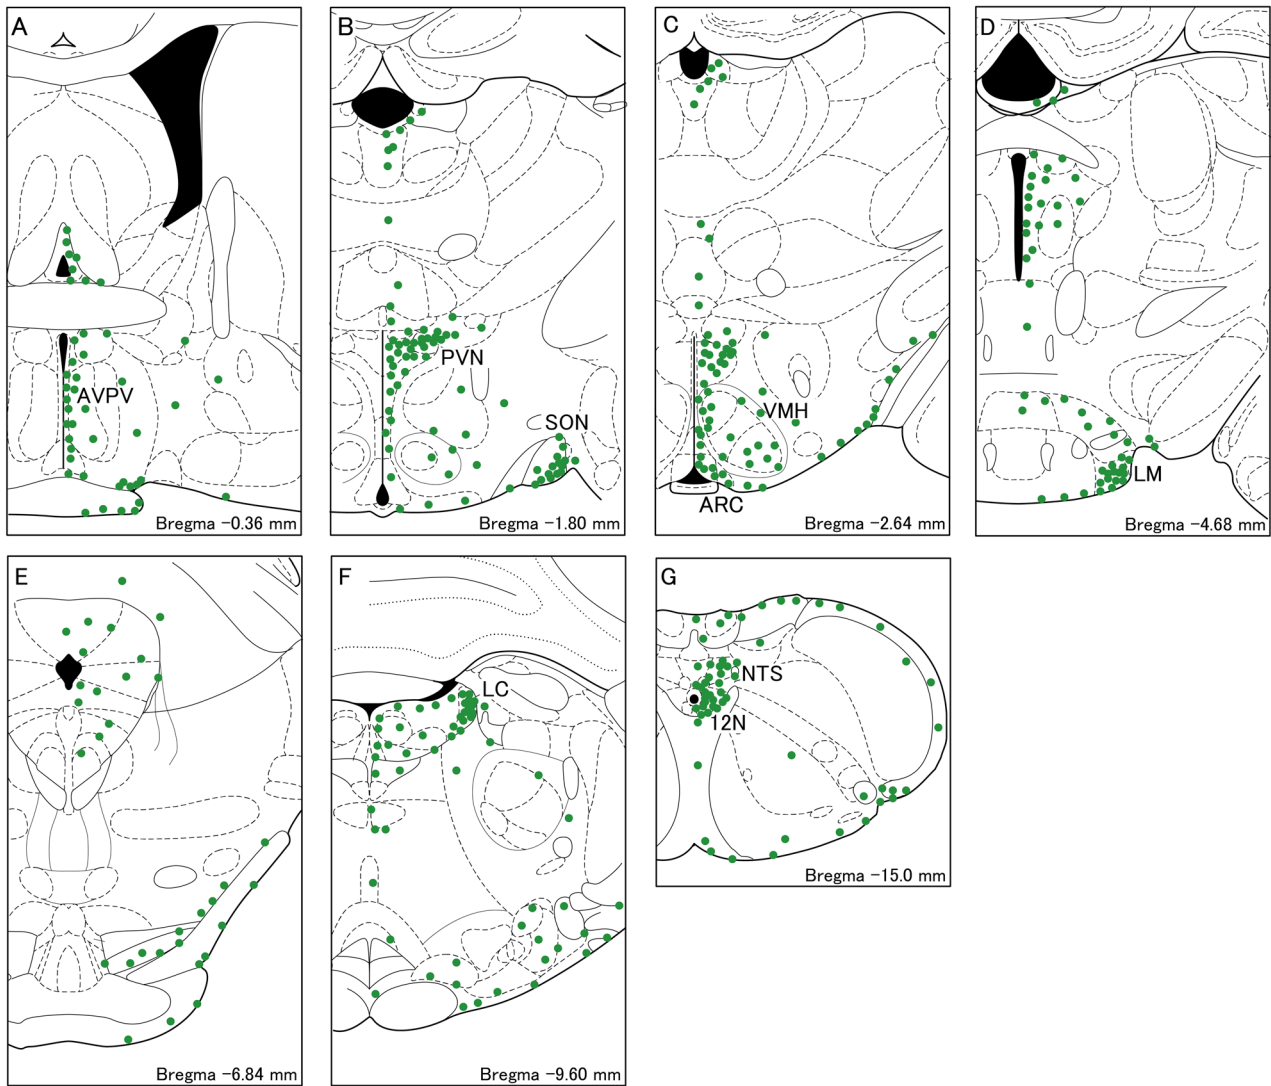 A
AVPV
Bregma −0.36 mm
B
PVN
SON
Bregma −1.80 mm
C
VMH
ARC
Bregma −2.64 mm
D
LM
Bregma −4.68 mm
E
Bregma −6.84 mm
F
LC
Bregma −9.60 mm
G
NTS
12N
Bregma −15.0 mm